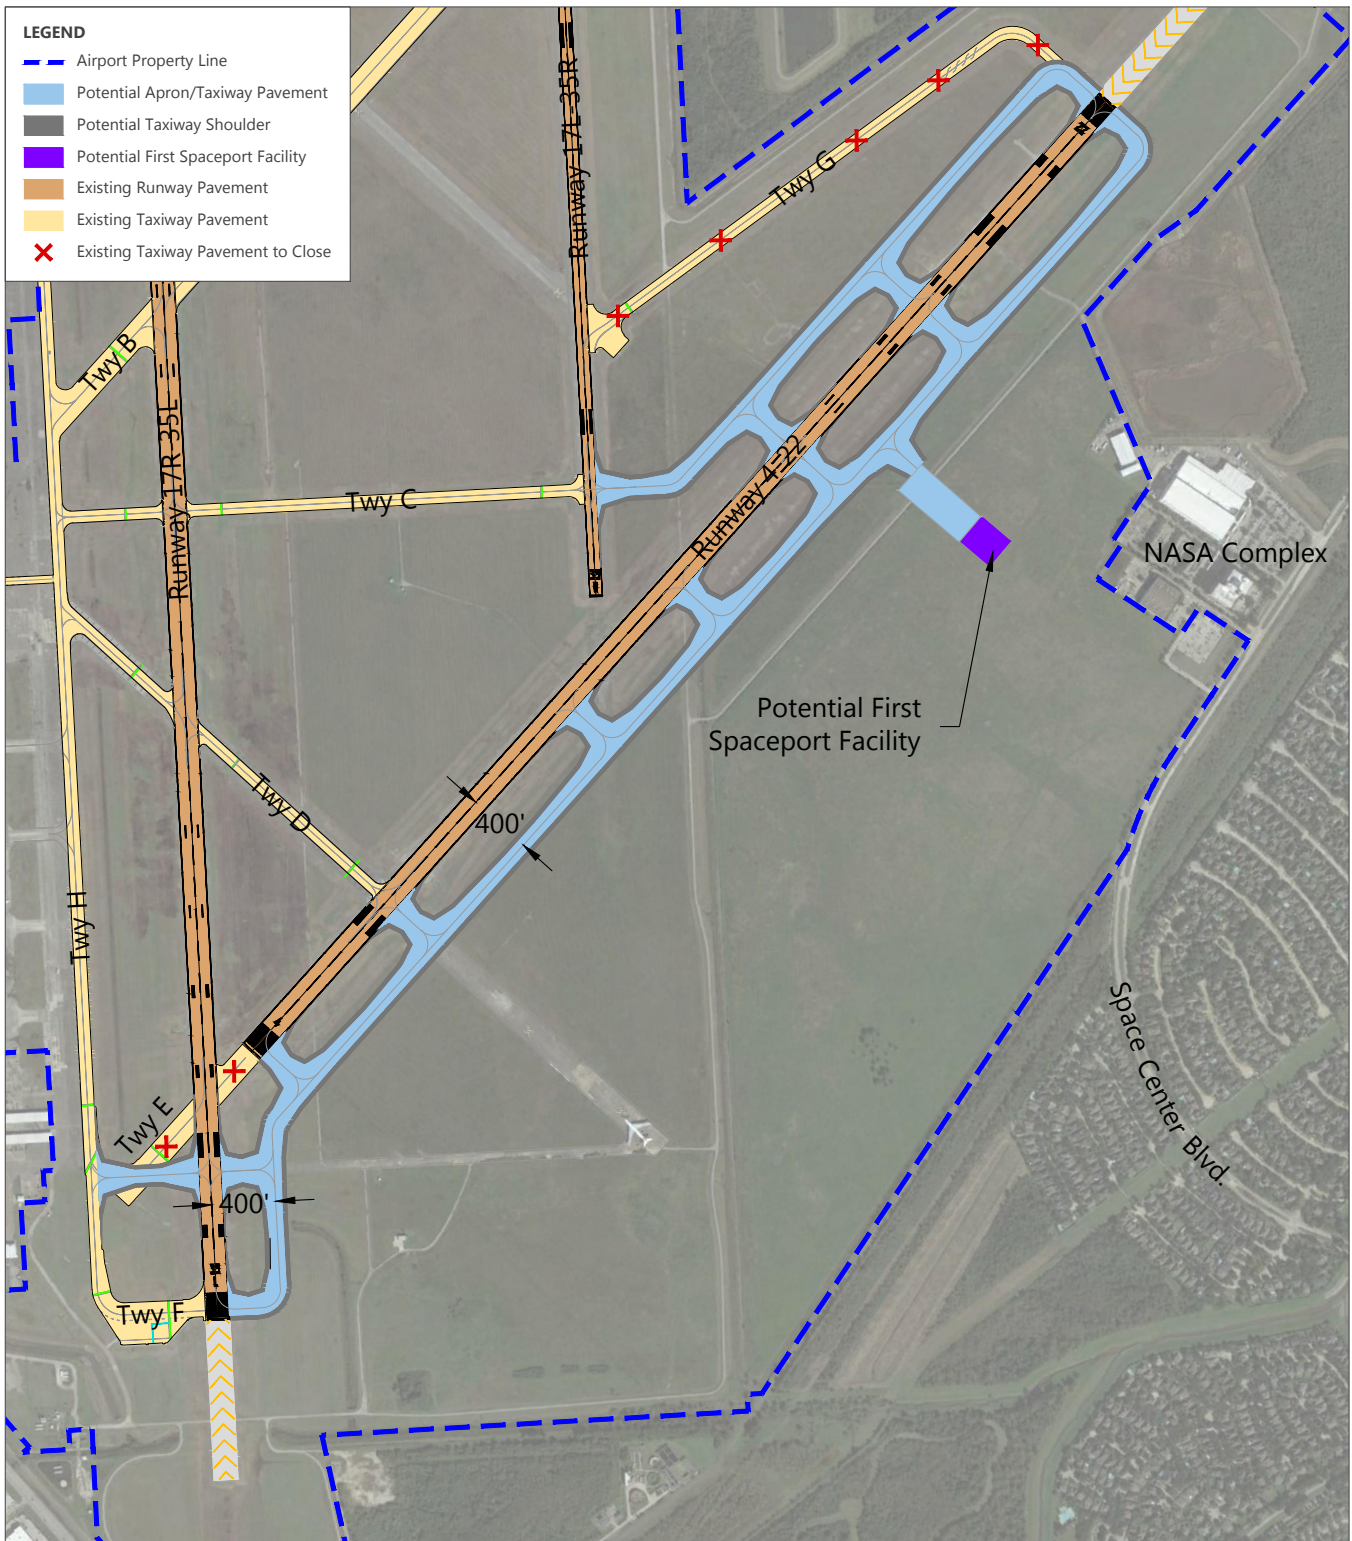 LEGEND
Airport Property Line
Potential Apron/Taxiway Pavement
Potential Taxiway Shoulder
Potential First Spaceport Facility
Existing Runway Pavement
Existing Taxiway Pavement
Existing Taxiway Pavement to Close
Runway 17L-35R
Twy G
Twy B
Runway 17R-35L
Twy C
Runway 4-22
NASA Complex
Potential First
Spaceport Facility
Twy D
400'
Twy H
Space Center Blvd.
Twy E
400'
Twy F